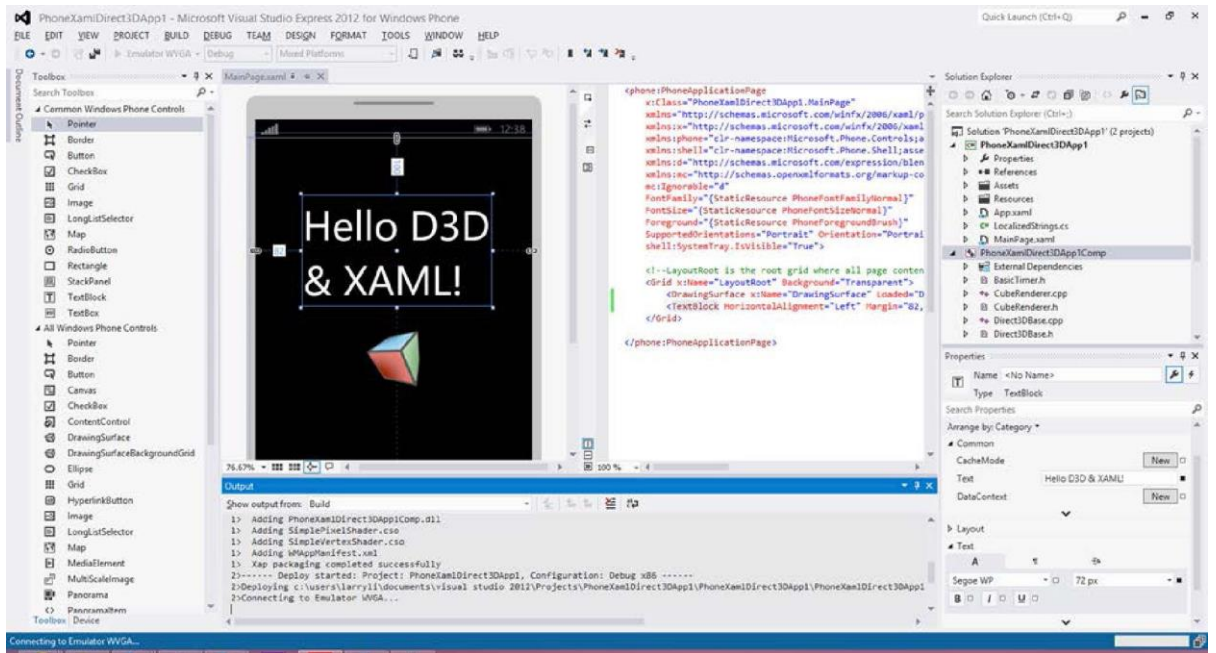 PhoneXamlDirect3DApp1 - Microsoft Visual Studio Express 2012 for Windows Phone
Quick Launch (Ctrl+Q)
FILE EDIT VIEW PROJECT BUILD DEBUG TEAM DESIGN FORMAT TOOLS WINDOW HELP
Emulator WVGA Debug Mixed Platforms
Document Outline
Toolbox
Search Toolbox
Common Windows Phone Controls
Pointer
Border
Button
CheckBox
Grid
Image
LongListSelector
Map
RadioButton
Rectangle
StackPanel
TextBlock
TextBox
All Windows Phone Controls
Pointer
Border
Button
Canvas
CheckBox
ContentControl
DrawingSurface
DrawingSurfaceBackgroundGrid
Ellipse
Grid
HyperlinkButton
Image
LongListSelector
Map
MediaElement
MultiScaleImage
Panorama
PanoramaItem
Toolbox Device
MainPage.xaml
12:38
100
82
Hello D3D
& XAML!
76.67%
<phone:PhoneApplicationPage
x:Class="PhoneXamlDirect3DApp1.MainPage"
xmlns="http://schemas.microsoft.com/winfx/2006/xaml/p
xmlns:x="http://schemas.microsoft.com/winfx/2006/xaml
xmlns:phone="clr-namespace:Microsoft.Phone.Controls;a
xmlns:shell="clr-namespace:Microsoft.Phone.Shell;asse
xmlns:d="http://schemas.microsoft.com/expression/blen
xmlns:mc="http://schemas.openxmlformats.org/markup-co
mc:Ignorable="d"
FontFamily="{StaticResource PhoneFontFamilyNormal}"
FontSize="{StaticResource PhoneFontSizeNormal}"
Foreground="{StaticResource PhoneForegroundBrush}"
SupportedOrientations="Portrait" Orientation="Portrai
shell:SystemTray.IsVisible="True">
<!--LayoutRoot is the root grid where all page conten
<Grid x:Name="LayoutRoot" Background="Transparent">
<DrawingSurface x:Name="DrawingSurface" Loaded="D
<TextBlock HorizontalAlignment="Left" Margin="82,
</Grid>
</phone:PhoneApplicationPage>
100 %
Output
Show output from: Build
1> Adding PhoneXamlDirect3DApp1Comp.dll
1> Adding SimplePixelShader.cso
1> Adding SimpleVertexShader.cso
1> Adding WMAppManifest.xml
1> Xap packaging completed successfully
2>------ Deploy started: Project: PhoneXamlDirect3DApp1, Configuration: Debug x86 ------
2>Deploying c:\users\larryli\documents\visual studio 2012\Projects\PhoneXamlDirect3DApp1\PhoneXamlDirect3DApp1\PhoneXamlDirect3DApp1
2>Connecting to Emulator WVGA...
Solution Explorer
Search Solution Explorer (Ctrl+;)
Solution 'PhoneXamlDirect3DApp1' (2 projects)
PhoneXamlDirect3DApp1
Properties
References
Assets
Resources
App.xaml
LocalizedStrings.cs
MainPage.xaml
PhoneXamlDirect3DApp1Comp
External Dependencies
BasicTimer.h
CubeRenderer.cpp
CubeRenderer.h
Direct3DBase.cpp
Direct3DBase.h
Properties
Name <No Name>
Type TextBlock
Search Properties
Arrange by: Category
Common
CacheMode New
Text Hello D3D & XAML!
DataContext New
Layout
Text
A
Segoe WP 72 px
B I U
Connecting to Emulator WVGA...